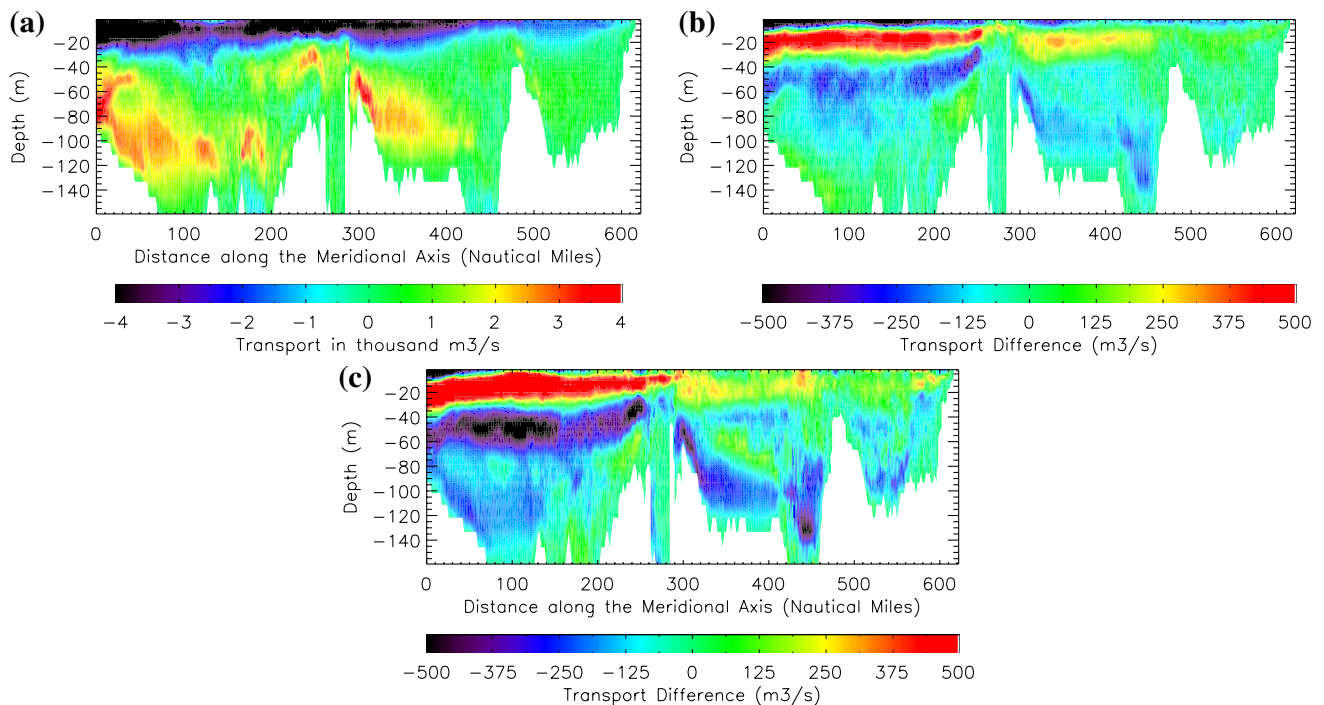 (a)
Depth (m)
−20
−40
−60
−80
−100
−120
−140
0 100 200 300 400 500 600
Distance along the Meridional Axis (Nautical Miles)
−4 −3 −2 −1 0 1 2 3 4
Transport in thousand m3/s
(b)
Depth (m)
−20
−40
−60
−80
−100
−120
−140
0 100 200 300 400 500 600
−500 −375 −250 −125 0 125 250 375 500
Transport Difference (m3/s)
(c)
Depth (m)
−20
−40
−60
−80
−100
−120
−140
0 100 200 300 400 500 600
Distance along the Meridional Axis (Nautical Miles)
−500 −375 −250 −125 0 125 250 375 500
Transport Difference (m3/s)